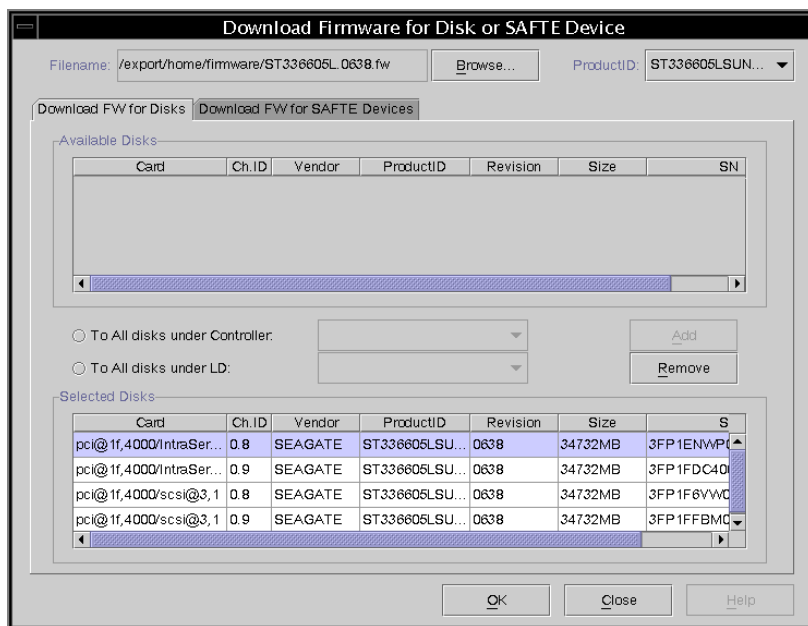 Download Firmware for Disk or SAFTE Device
Filename: /export/home/firmware/ST336605L.0638.fw Browse... ProductID: ST336605LSUN...
Download FW for Disks Download FW for SAFTE Devices
Available Disks
Card Ch.ID Vendor ProductID Revision Size SN
To All disks under Controller: Add
To All disks under LD: Remove
Selected Disks
Card Ch.ID Vendor ProductID Revision Size S
pci@1f,4000/IntraSer... 0.8 SEAGATE ST336605LSU... 0638 34732MB 3FP1ENWP0
pci@1f,4000/IntraSer... 0.9 SEAGATE ST336605LSU... 0638 34732MB 3FP1FDC40
pci@1f,4000/scsi@3,1 0.8 SEAGATE ST336605LSU... 0638 34732MB 3FP1F6VW0
pci@1f,4000/scsi@3,1 0.9 SEAGATE ST336605LSU... 0638 34732MB 3FP1FFBM0
OK Close Help